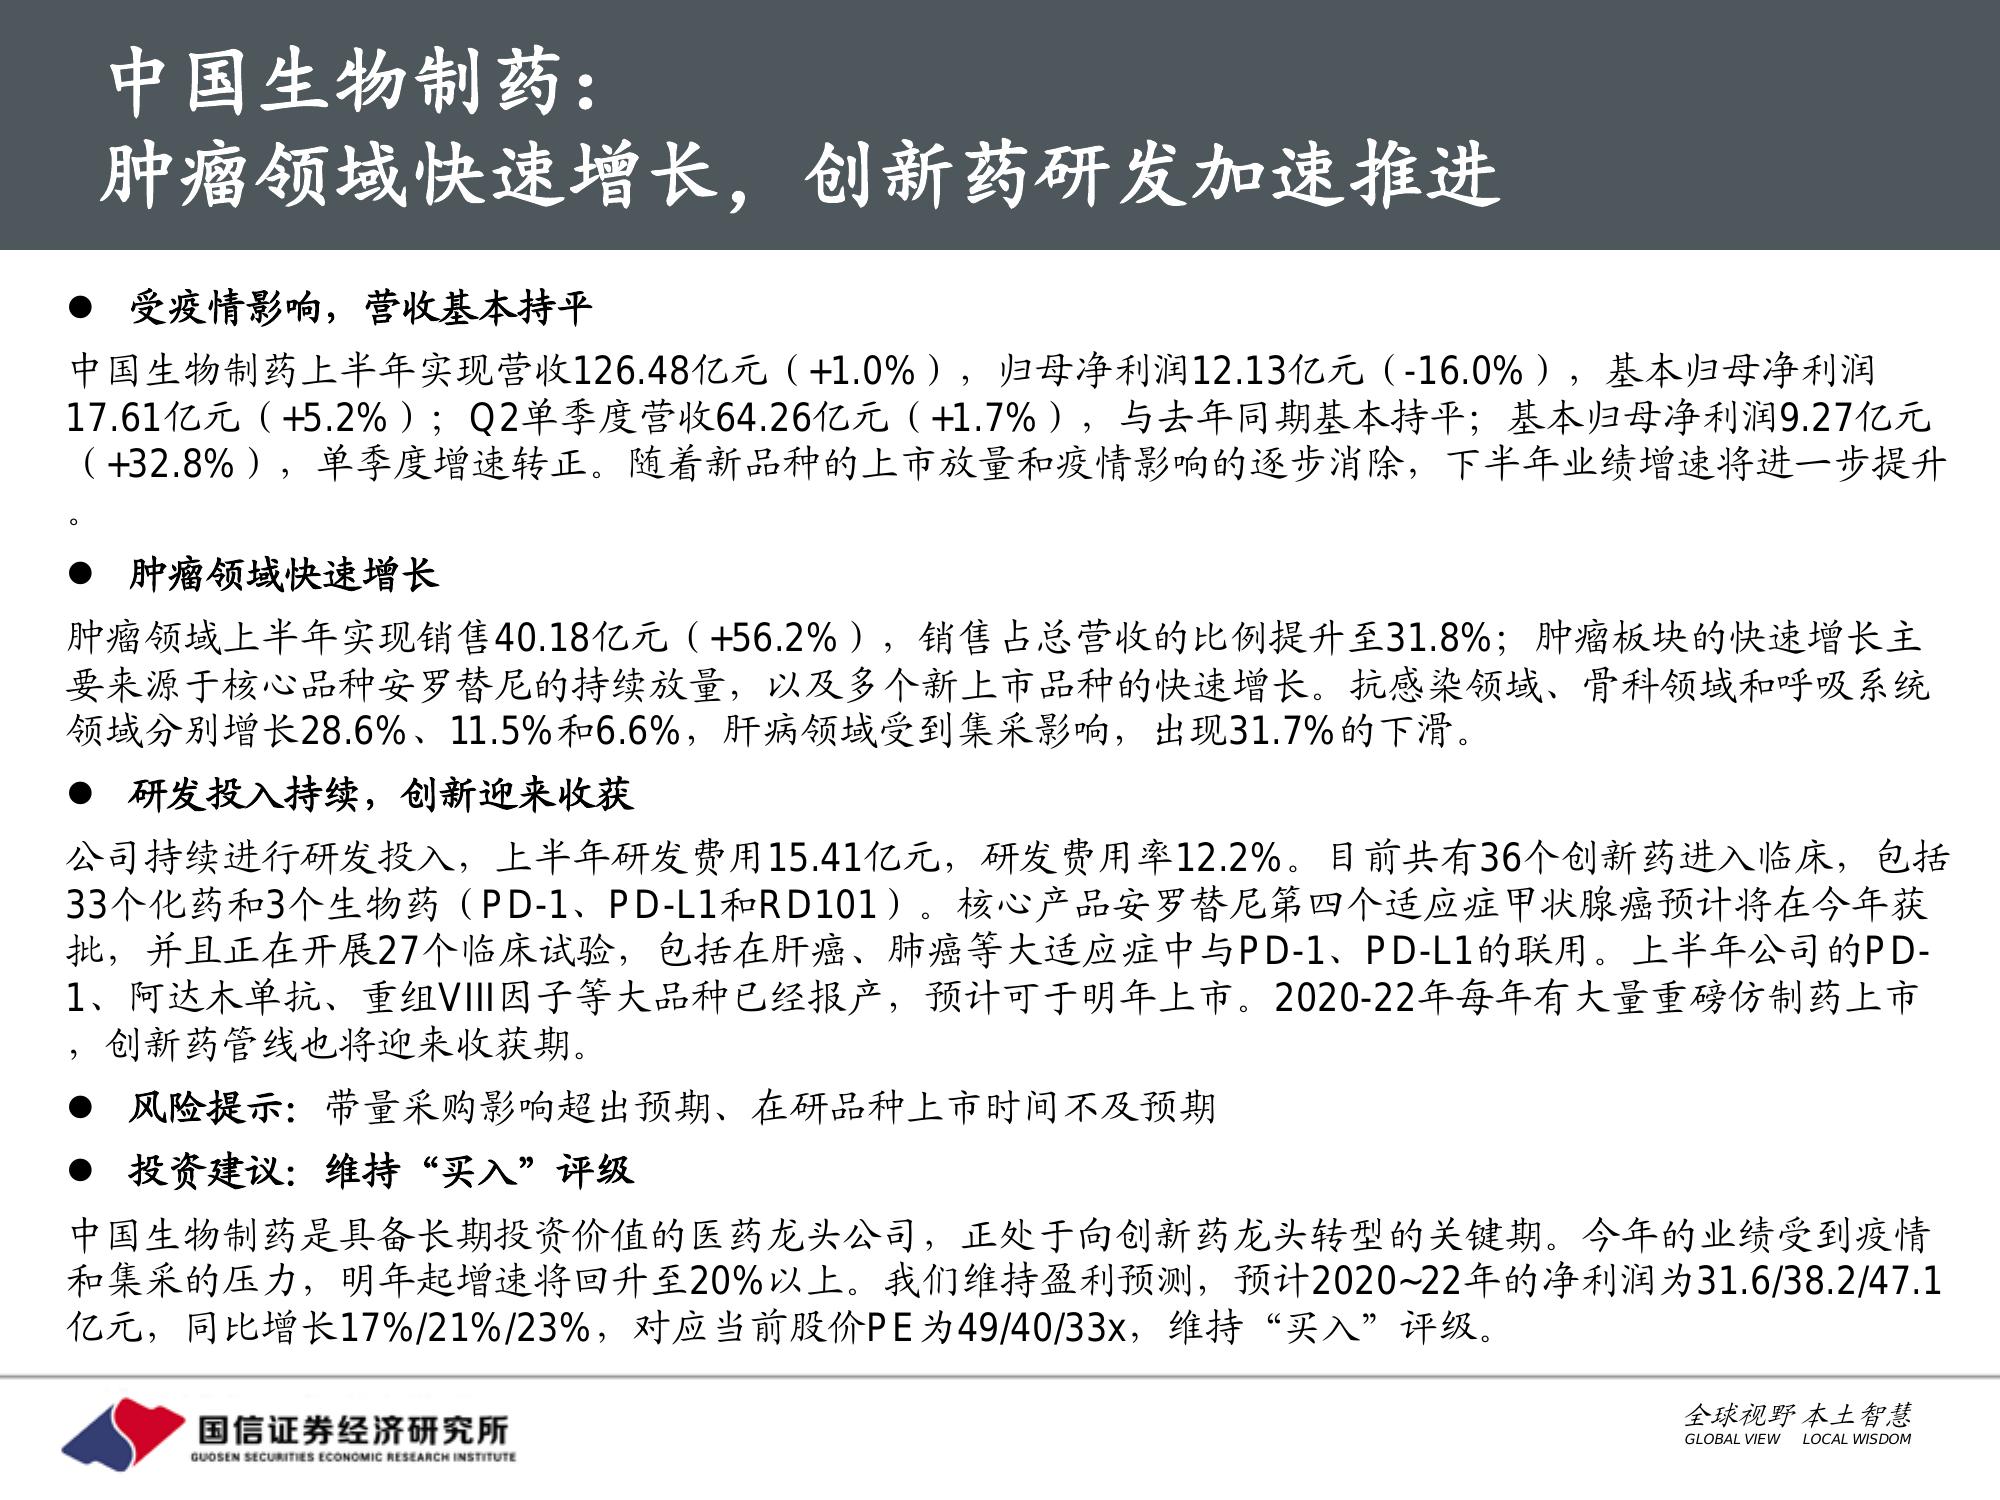 中国生物制药：
肿瘤领域快速增长，创新药研发加速推进
● 受疫情影响，营收基本持平
中国生物制药上半年实现营收126.48亿元（+1.0%），归母净利润12.13亿元（-16.0%），基本归母净利润
17.61亿元（+5.2%）；Q2单季度营收64.26亿元（+1.7%），与去年同期基本持平；基本归母净利润9.27亿元
（+32.8%），单季度增速转正。随着新品种的上市放量和疫情影响的逐步消除，下半年业绩增速将进一步提升
。
● 肿瘤领域快速增长
肿瘤领域上半年实现销售40.18亿元（+56.2%），销售占总营收的比例提升至31.8%；肿瘤板块的快速增长主
要来源于核心品种安罗替尼的持续放量，以及多个新上市品种的快速增长。抗感染领域、骨科领域和呼吸系统
领域分别增长28.6%、11.5%和6.6%，肝病领域受到集采影响，出现31.7%的下滑。
● 研发投入持续，创新迎来收获
公司持续进行研发投入，上半年研发费用15.41亿元，研发费用率12.2%。目前共有36个创新药进入临床，包括
33个化药和3个生物药（PD-1、PD-L1和RD101）。核心产品安罗替尼第四个适应症甲状腺癌预计将在今年获
批，并且正在开展27个临床试验，包括在肝癌、肺癌等大适应症中与PD-1、PD-L1的联用。上半年公司的PD-
1、阿达木单抗、重组VIII因子等大品种已经报产，预计可于明年上市。2020-22年每年有大量重磅仿制药上市
，创新药管线也将迎来收获期。
● 风险提示：带量采购影响超出预期、在研品种上市时间不及预期
● 投资建议：维持“买入”评级
中国生物制药是具备长期投资价值的医药龙头公司，正处于向创新药龙头转型的关键期。今年的业绩受到疫情
和集采的压力，明年起增速将回升至20%以上。我们维持盈利预测，预计2020~22年的净利润为31.6/38.2/47.1
亿元，同比增长17%/21%/23%，对应当前股价PE为49/40/33x，维持“买入”评级。
国信证券经济研究所
GUOSEN SECURITIES ECONOMIC RESEARCH INSTITUTE
全球视野 本土智慧
GLOBAL VIEW LOCAL WISDOM